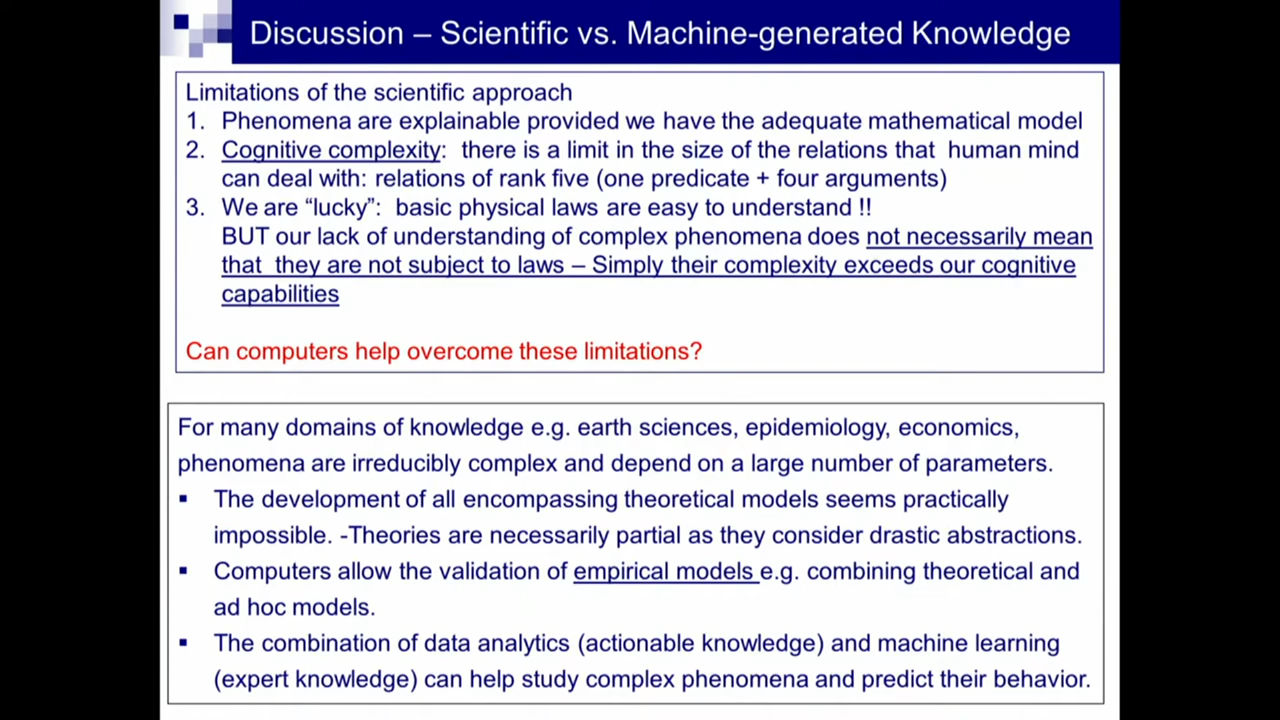 Discussion – Scientific vs. Machine-generated Knowledge
Limitations of the scientific approach
1. Phenomena are explainable provided we have the adequate mathematical model
2. Cognitive complexity: there is a limit in the size of the relations that human mind
can deal with: relations of rank five (one predicate + four arguments)
3. We are “lucky”: basic physical laws are easy to understand !!
BUT our lack of understanding of complex phenomena does not necessarily mean
that they are not subject to laws – Simply their complexity exceeds our cognitive
capabilities
Can computers help overcome these limitations?
For many domains of knowledge e.g. earth sciences, epidemiology, economics,
phenomena are irreducibly complex and depend on a large number of parameters.
▪ The development of all encompassing theoretical models seems practically
impossible. -Theories are necessarily partial as they consider drastic abstractions.
▪ Computers allow the validation of empirical models e.g. combining theoretical and
ad hoc models.
▪ The combination of data analytics (actionable knowledge) and machine learning
(expert knowledge) can help study complex phenomena and predict their behavior.